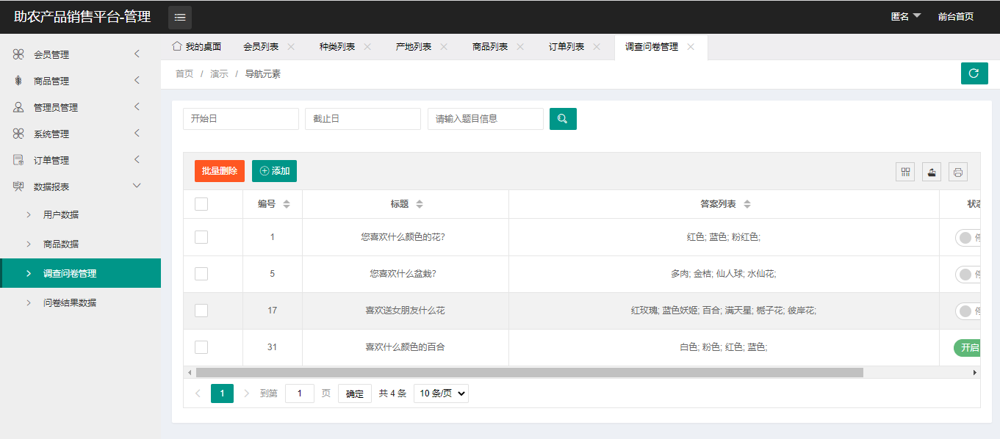 助农产品销售平台-管理
匿名 前台首页
会员管理
商品管理
管理员管理
系统管理
订单管理
数据报表
用户数据
商品数据
调查问卷管理
问卷结果数据
我的桌面 会员列表 种类列表 产地列表 商品列表 订单列表 调查问卷管理
首页 / 演示 / 导航元素
开始日 截止日 请输入题目信息
批量删除 添加
编号 标题 答案列表 状态
1 您喜欢什么颜色的花? 红色; 蓝色; 粉红色;
5 您喜欢什么盆栽? 多肉; 金桔; 仙人球; 水仙花;
17 喜欢送女朋友什么花 红玫瑰; 蓝色妖姬; 百合; 满天星; 栀子花; 彼岸花;
31 喜欢什么颜色的百合 白色; 粉色; 红色; 蓝色; 开启
1 到第 1 页 确定 共 4 条 10 条/页